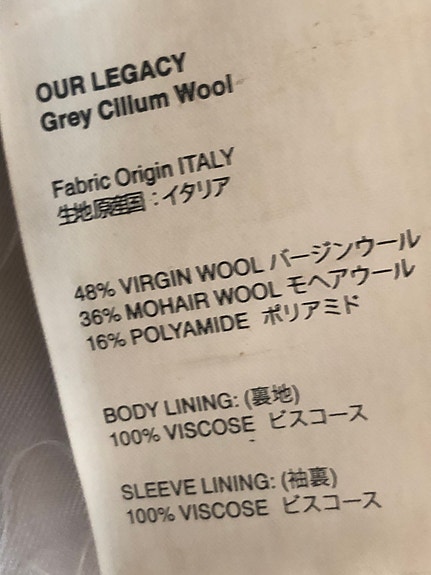 OUR LEGACY
Grey Cilium Wool
Fabric Origin ITALY
生地原産国 : イタリア
48% VIRGIN WOOL バージンウール
36% MOHAIR WOOL モヘアウール
16% POLYAMIDE ポリアミド
BODY LINING: (裏地)
100% VISCOSE ビスコース
SLEEVE LINING: (袖裏)
100% VISCOSE ビスコース